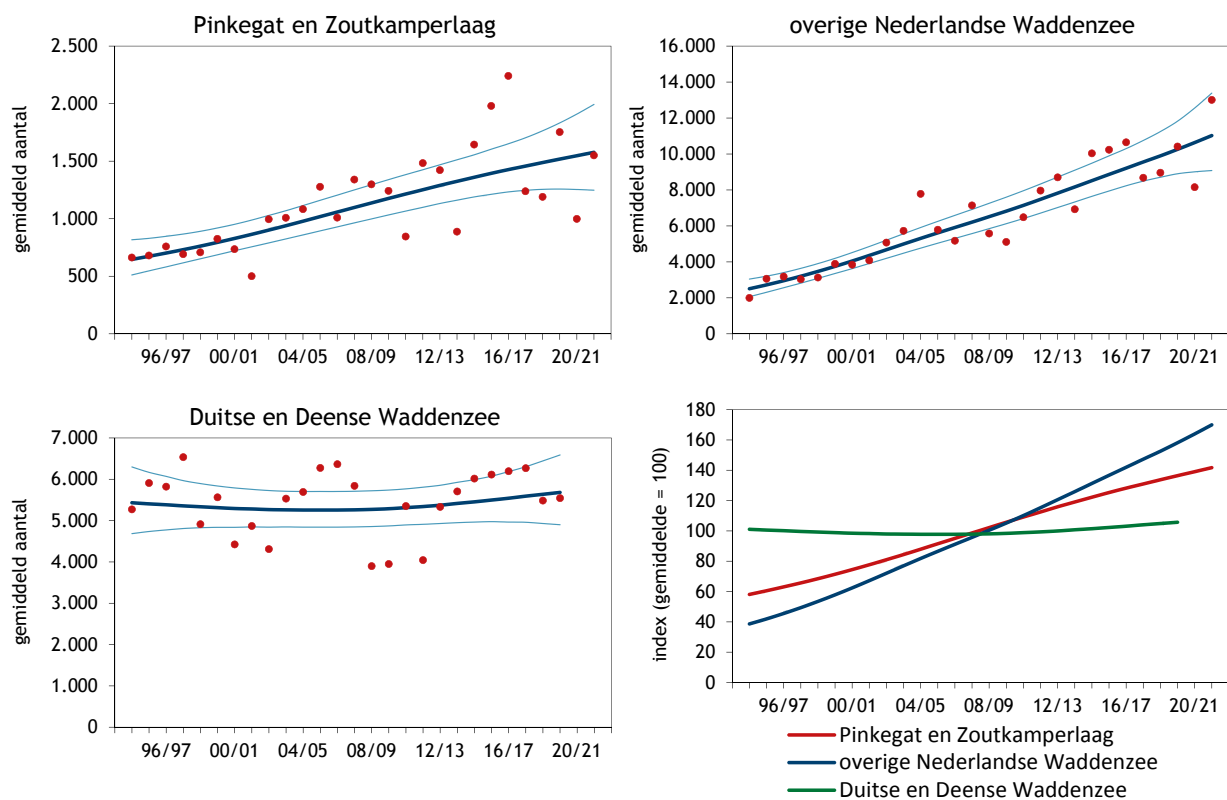 Pinkegat en Zoutkamperlaag
gemiddeld aantal
2.500
2.000
1.500
1.000
500
0
96/97 00/01 04/05 08/09 12/13 16/17 20/21
overige Nederlandse Waddenzee
gemiddeld aantal
16.000
14.000
12.000
10.000
8.000
6.000
4.000
2.000
0
96/97 00/01 04/05 08/09 12/13 16/17 20/21
Duitse en Deense Waddenzee
gemiddeld aantal
7.000
6.000
5.000
4.000
3.000
2.000
1.000
0
96/97 00/01 04/05 08/09 12/13 16/17 20/21
index (gemiddelde = 100)
180
160
140
120
100
80
60
40
20
0
96/97 00/01 04/05 08/09 12/13 16/17 20/21
Pinkegat en Zoutkamperlaag
overige Nederlandse Waddenzee
Duitse en Deense Waddenzee